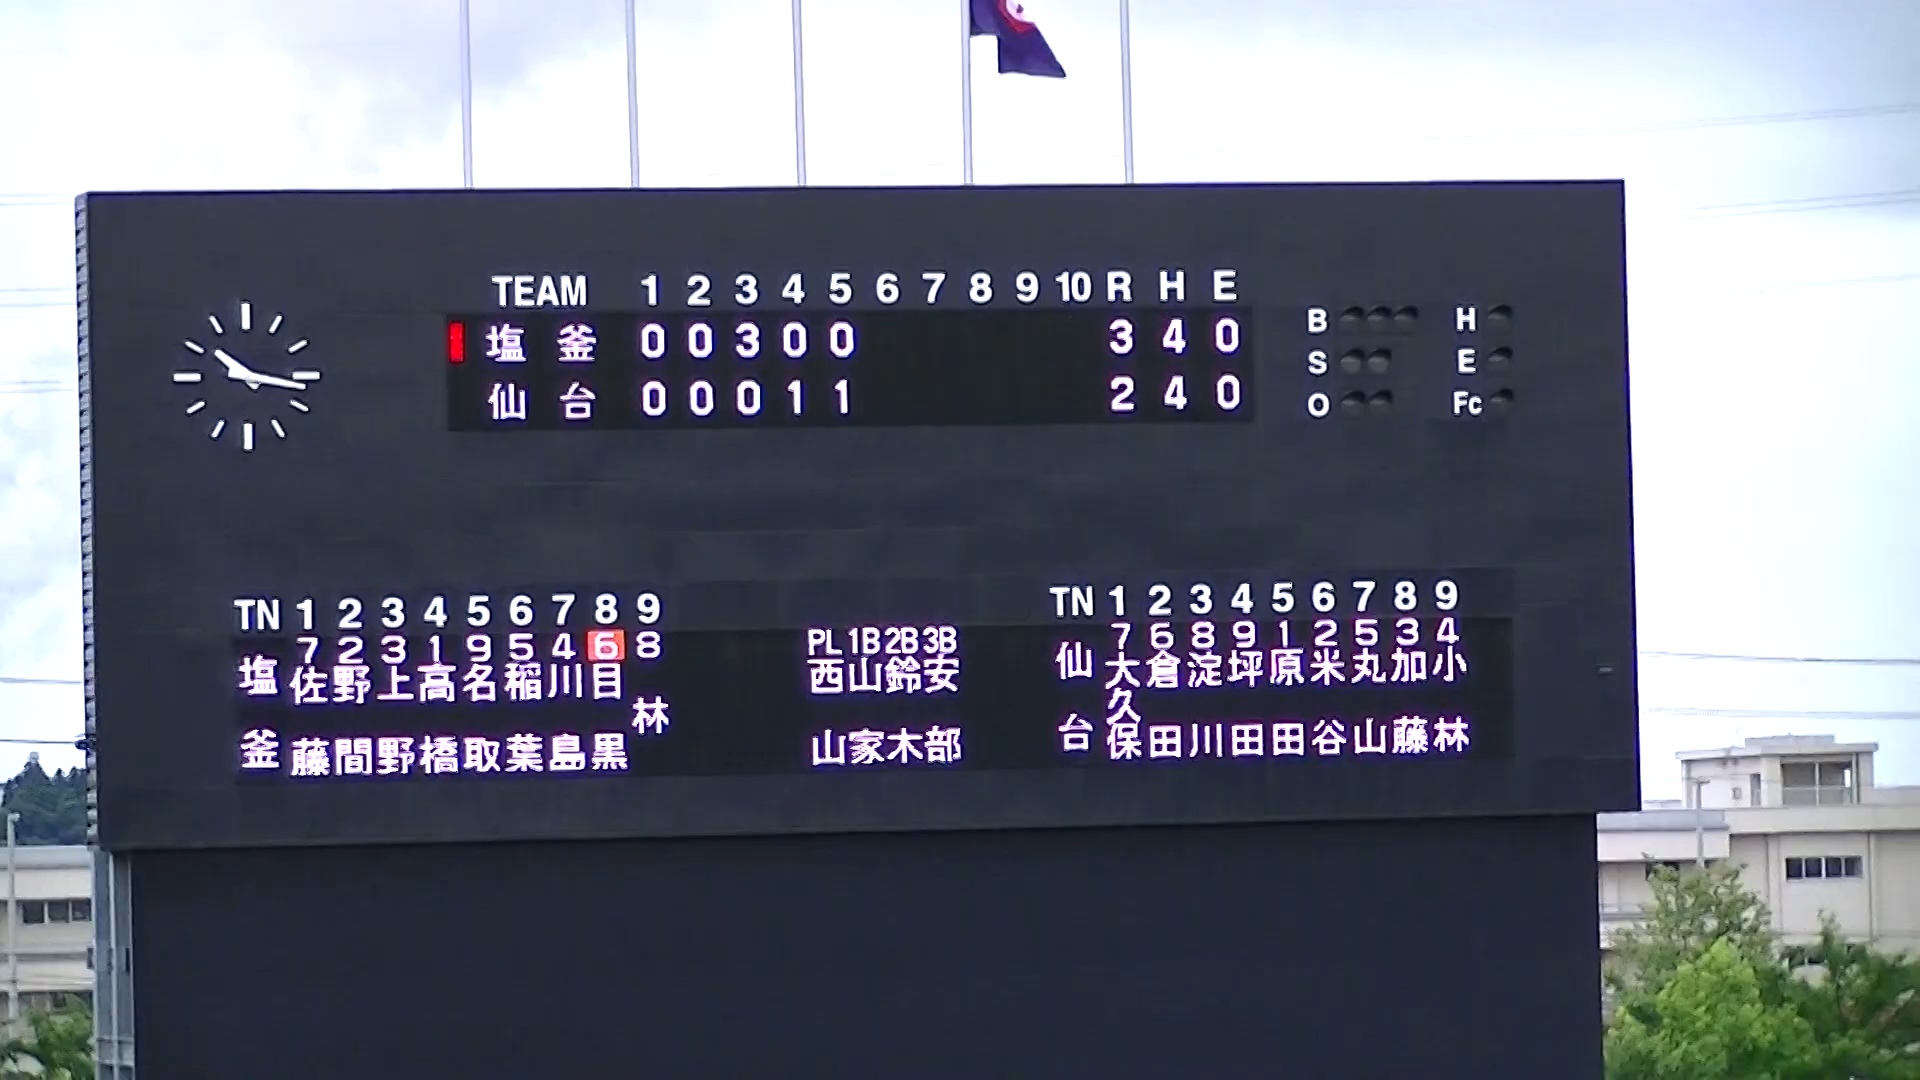 TEAM 1 2 3 4 5 6 7 8 9 10 R H E
塩釜 0 0 3 0 0 3 4 0
仙台 0 0 0 1 1 2 4 0
B H
S E
O Fc
TN 1 2 3 4 5 6 7 8 9
7 2 3 1 9 5 4 6 8
塩釜 佐藤 野間 上野 高橋 名取 稲葉 川島 目黒 林
PL 1B 2B 3B
西山 山家 鈴木 安部
TN 1 2 3 4 5 6 7 8 9
7 6 8 9 1 2 5 3 4
仙台 大久保 倉田 淀川 坪田 原田 米谷 丸山 加藤 小林